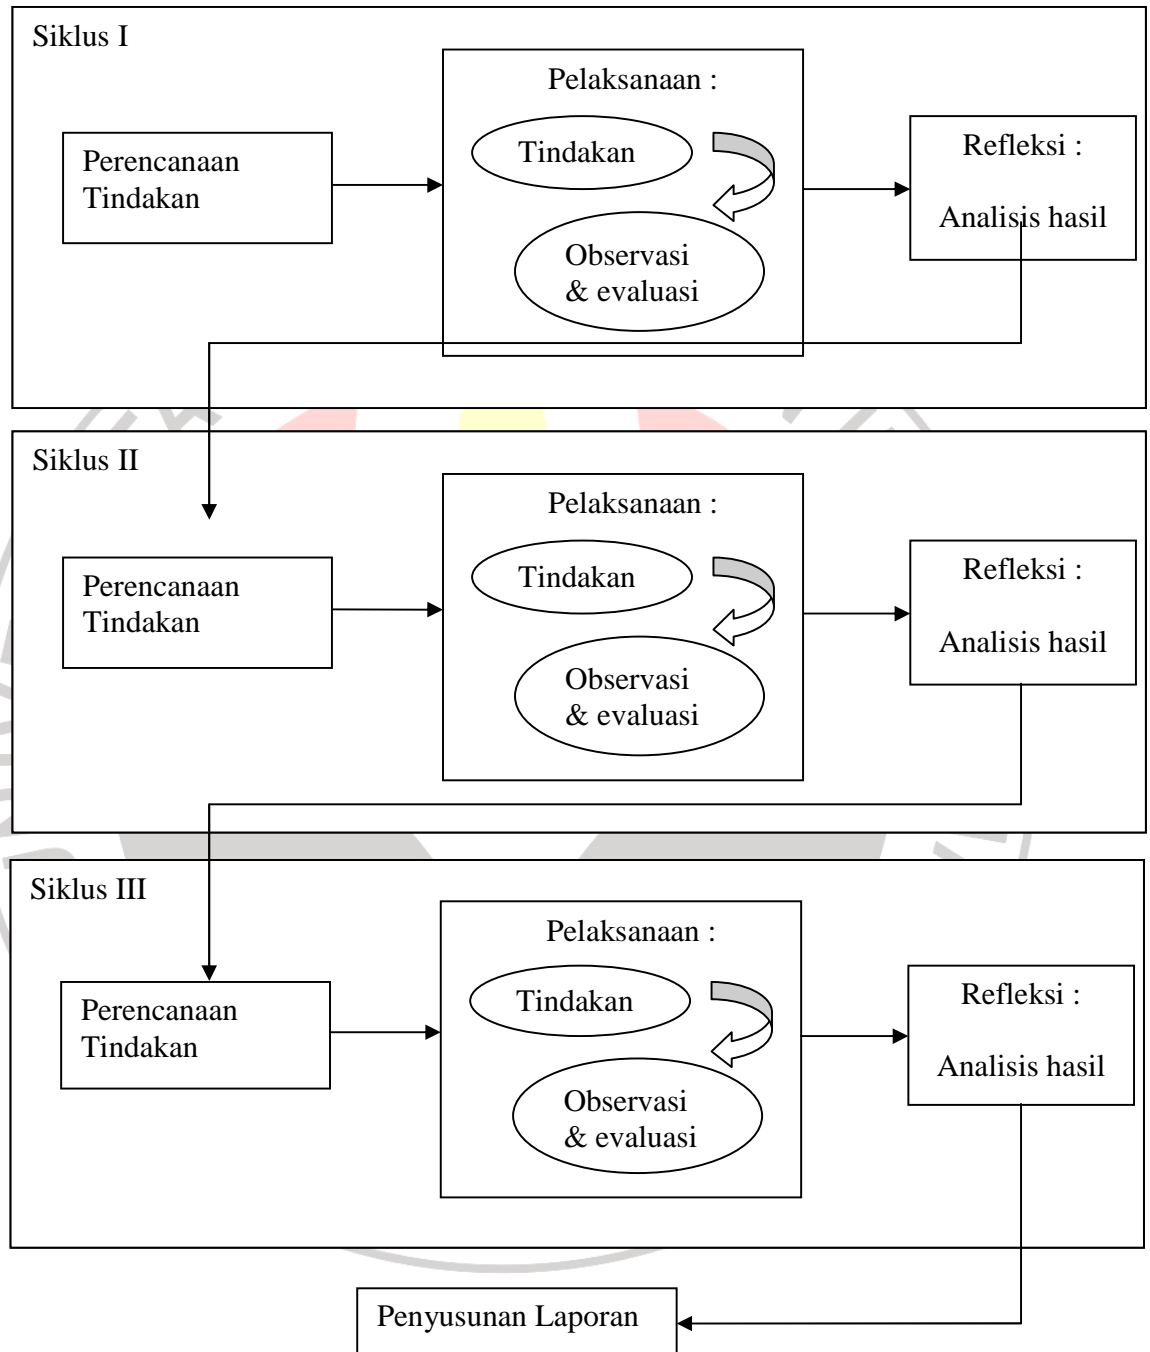 Siklus I
Pelaksanaan :
Perencanaan
Tindakan
Tindakan
Observasi
& evaluasi
Refleksi :
Analisis hasil
Siklus II
Pelaksanaan :
Perencanaan
Tindakan
Tindakan
Observasi
& evaluasi
Refleksi :
Analisis hasil
Siklus III
Pelaksanaan :
Perencanaan
Tindakan
Tindakan
Observasi
& evaluasi
Refleksi :
Analisis hasil
Penyusunan Laporan